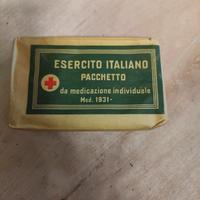 ESERCITO ITALIANO
PACCHETTO
da medicazione individuale
Mod. 1931-